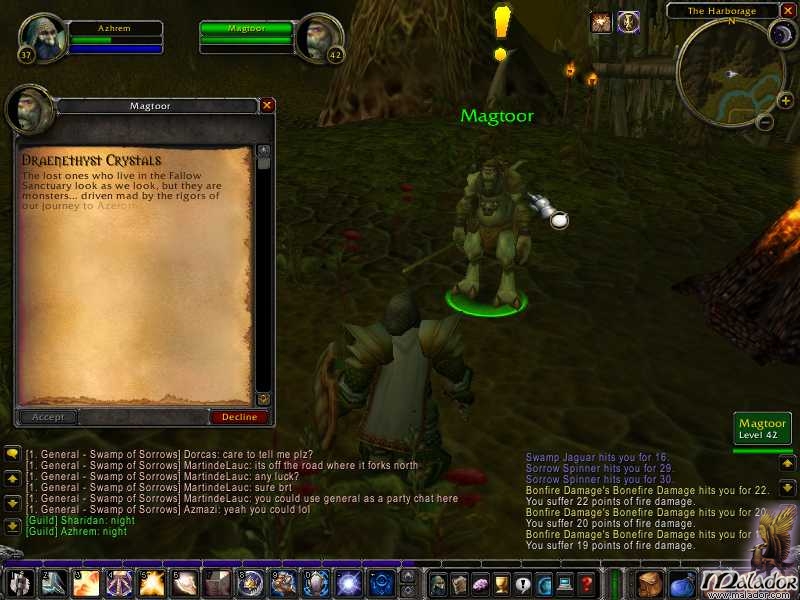 Azhrem
37
Magtoor
42
The Harborage
N
Magtoor
Magtoor
Draenethyst Crystals
The lost ones who live in the Fallow
Sanctuary look as we look, but they are
monsters... driven mad by the rigors of
our journey to Azeroth
Accept
Decline
Magtoor
Level 42
[1. General - Swamp of Sorrows] Dorcas: care to tell me plz?
[1. General - Swamp of Sorrows] MartindeLauc: its off the road where it forks north
[1. General - Swamp of Sorrows] MartindeLauc: any luck?
[1. General - Swamp of Sorrows] MartindeLauc: sure brt
[1. General - Swamp of Sorrows] MartindeLauc: you could use general as a party chat here
[1. General - Swamp of Sorrows] Azmazi: yeah you could lol
[Guild] Sharidan: night
[Guild] Azhrem: night
Swamp Jaguar hits you for 16.
Sorrow Spinner hits you for 29.
Sorrow Spinner hits you for 30.
Bonfire Damage's Bonfire Damage hits you for 22.
You suffer 22 points of fire damage.
Bonfire Damage's Bonfire Damage hits you for 20.
You suffer 20 points of fire damage.
Bonfire Damage's Bonfire Damage hits you for
You suffer 19 points of fire damage.
Malador
www.malador.com